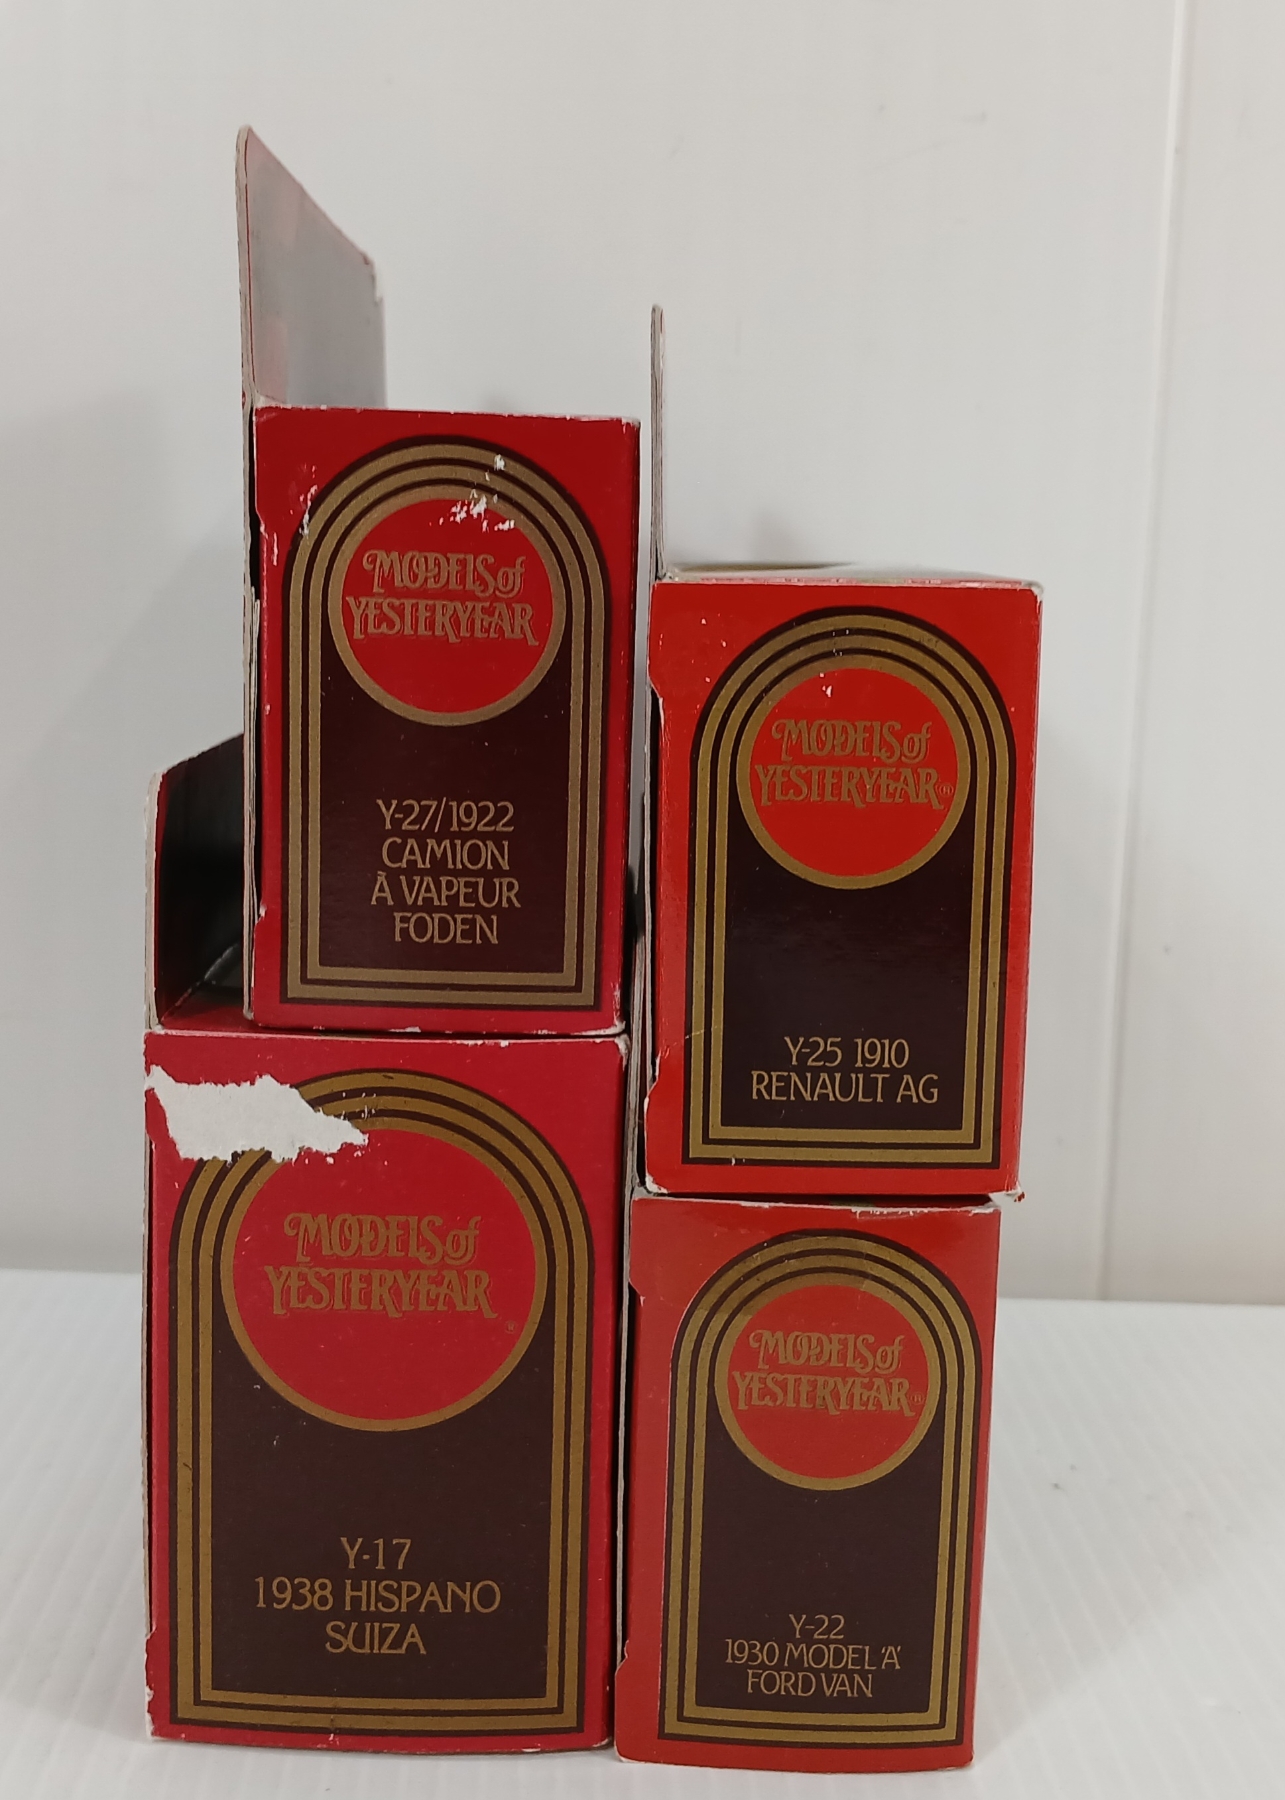 MODELS of
YESTERYEAR
Y-27/1922
CAMION
À VAPEUR
FODEN
MODELS of
YESTERYEAR®
Y-25 1910
RENAULT AG
MODELS of
YESTERYEAR
®
Y-17
1938 HISPANO
SUIZA
MODELS of
YESTERYEAR®
Y-22
1930 MODEL 'A'
FORD VAN